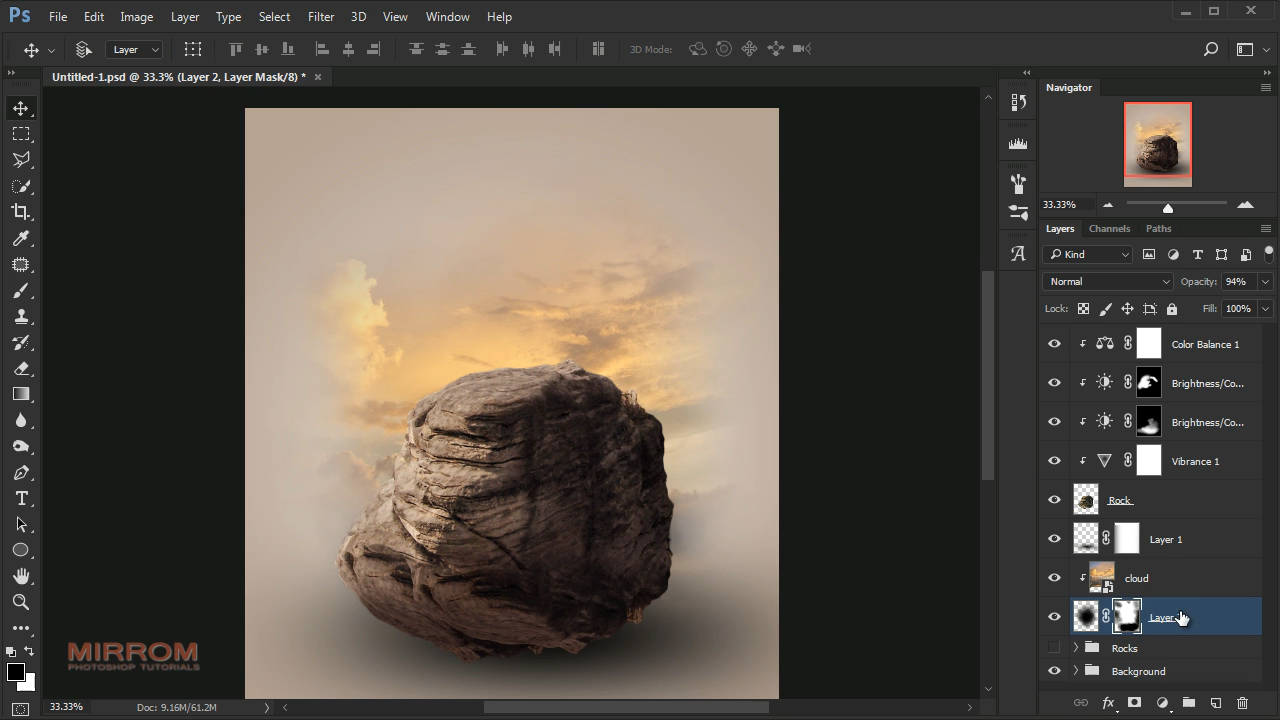 Ps File Edit Image Layer Type Select Filter 3D View Window Help
Layer 3D Mode:
Untitled-1.psd @ 33.3% (Layer 2, Layer Mask/8) * ×
Navigator
33.33%
Layers Channels Paths
Kind
Normal Opacity: 94%
Lock: Fill: 100%
Color Balance 1
Brightness/Co...
Brightness/Co...
Vibrance 1
Rock
Layer 1
cloud
Layer
Rocks
Background
MIRROM
PHOTOSHOP TUTORIALS
33.33% Doc: 9.16M/61.2M